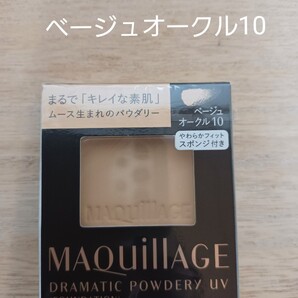 ベージュオークル10
まるで「キレイな素肌」
ムース生まれのパウダリー
ベージュ
オークル10
やわらかフィット
スポンジ付き
MAQUillAGE
MAQUillAGE
DRAMATIC POWDERY UV
FOUNDATION